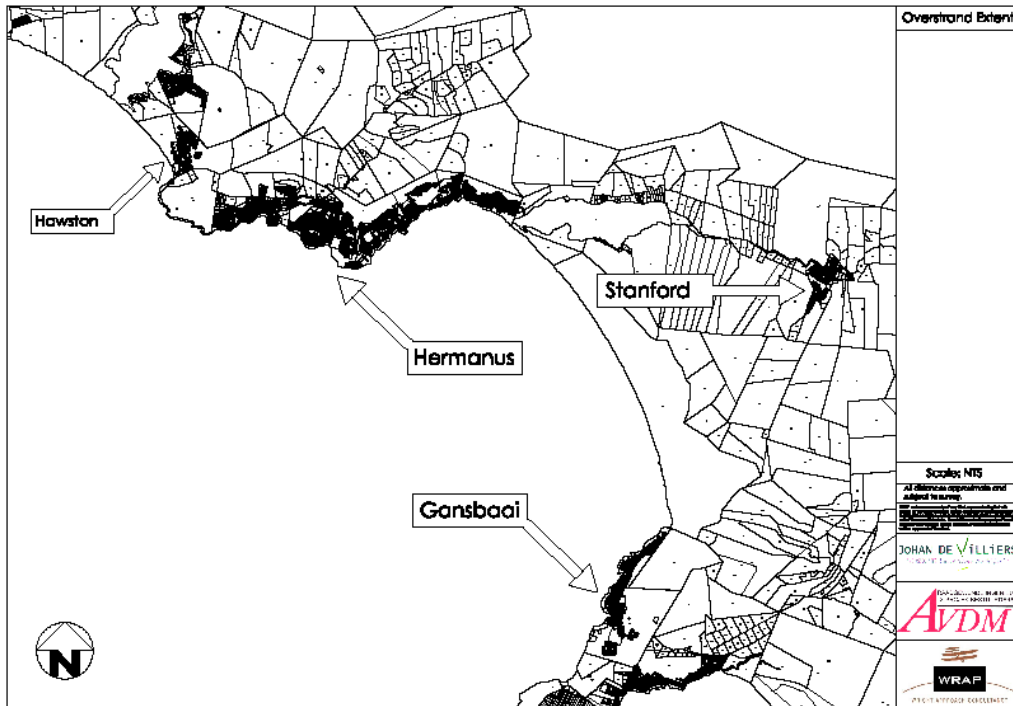 Overstrand Extent
Hawston
Hermanus
Stanford
Gansbaai
N
Scale: NTS
All distances approximate and
subject to survey.
JOHAN DE VILLIERS
AVDM
WRAP